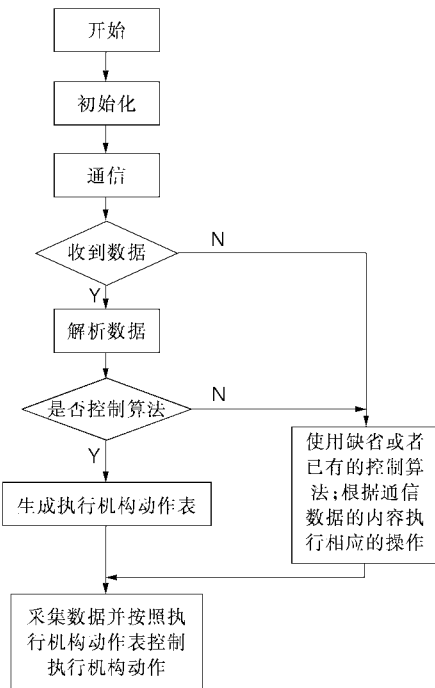 开始
初始化
通信
收到数据
N
Y
解析数据
是否控制算法
N
Y
生成执行机构动作表
使用缺省或者
已有的控制算
法;根据通信
数据的内容执
行相应的操作
采集数据并按照执
行机构动作表控制
执行机构动作